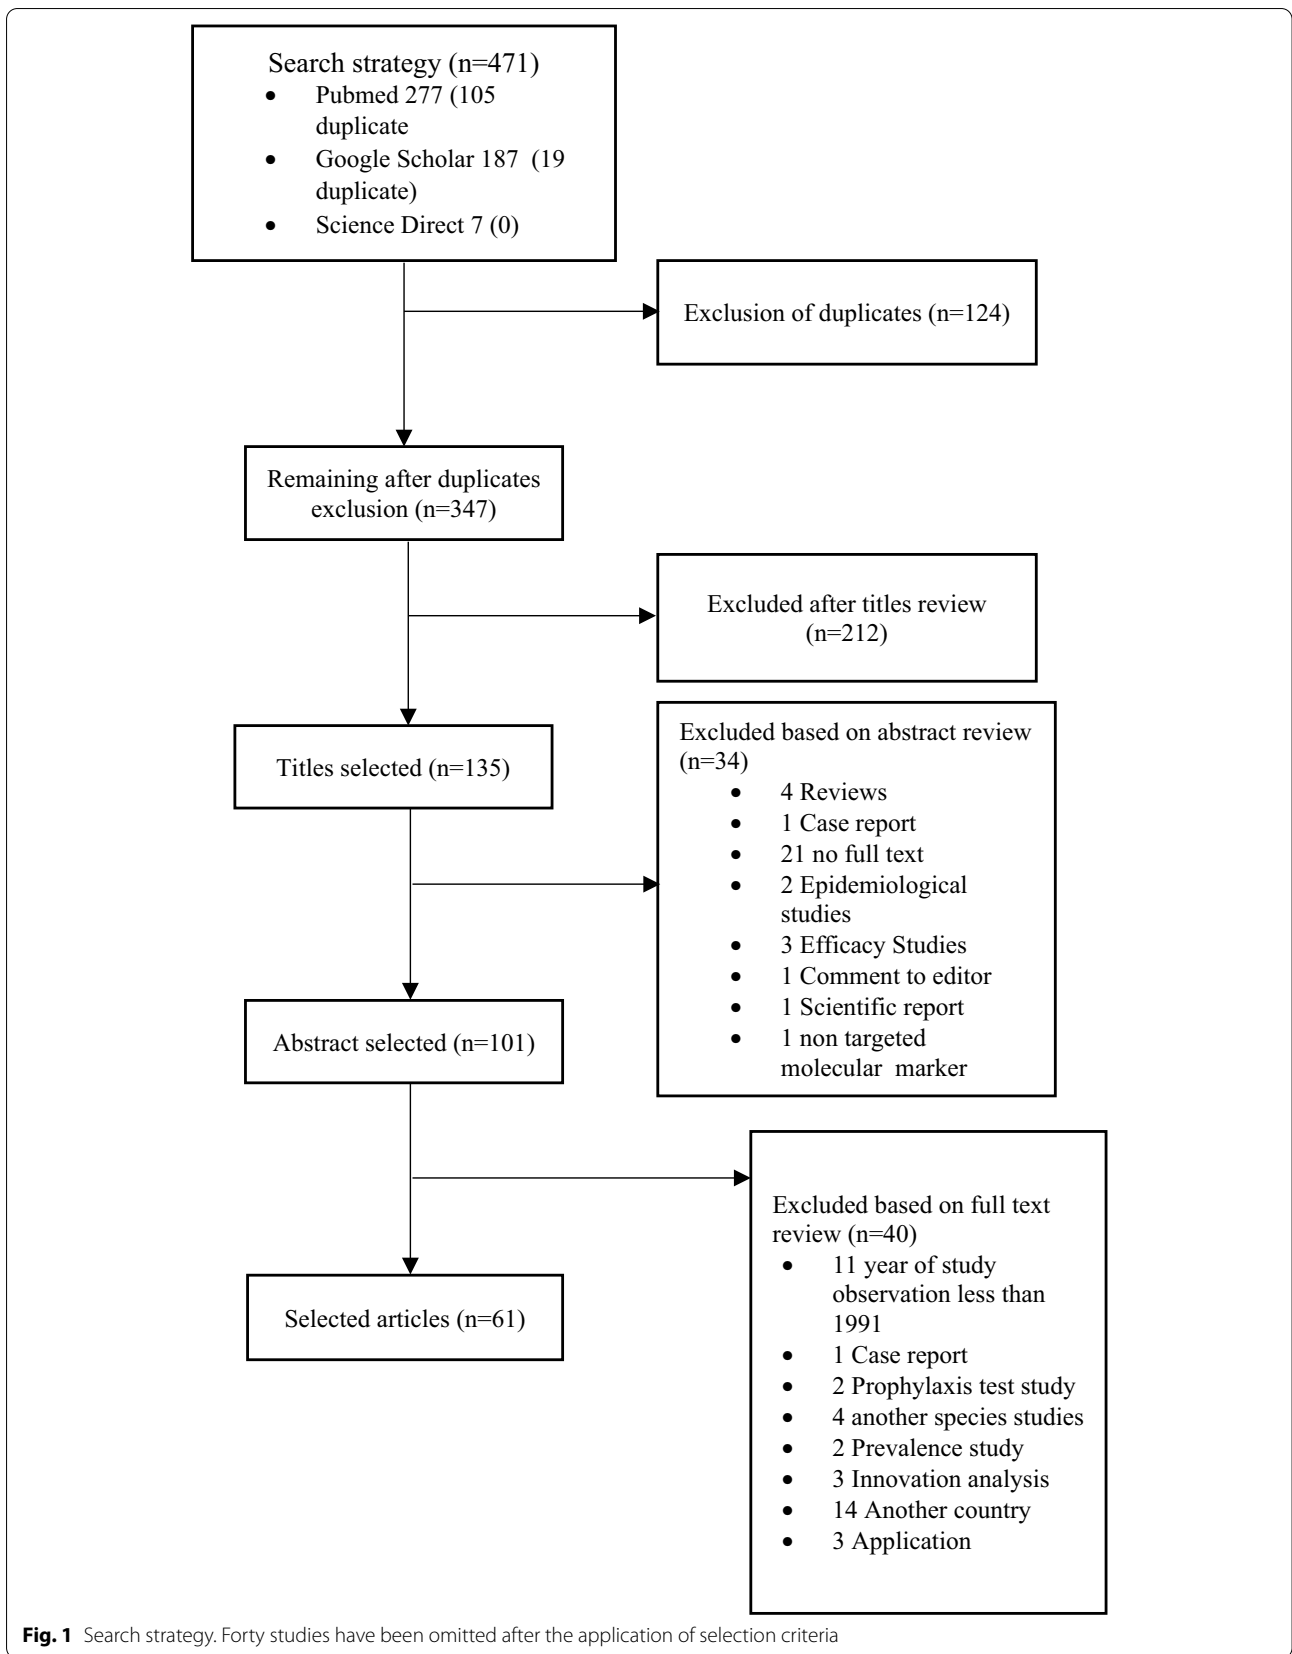 Search strategy (n=471)
• Pubmed 277 (105
duplicate
• Google Scholar 187 (19
duplicate)
• Science Direct 7 (0)
Exclusion of duplicates (n=124)
Remaining after duplicates
exclusion (n=347)
Excluded after titles review
(n=212)
Titles selected (n=135)
Excluded based on abstract review
(n=34)
• 4 Reviews
• 1 Case report
• 21 no full text
• 2 Epidemiological
studies
• 3 Efficacy Studies
• 1 Comment to editor
• 1 Scientific report
• 1 non targeted
molecular marker
Abstract selected (n=101)
Excluded based on full text
review (n=40)
• 11 year of study
observation less than
1991
• 1 Case report
• 2 Prophylaxis test study
• 4 another species studies
• 2 Prevalence study
• 3 Innovation analysis
• 14 Another country
• 3 Application
Selected articles (n=61)
Fig. 1 Search strategy. Forty studies have been omitted after the application of selection criteria